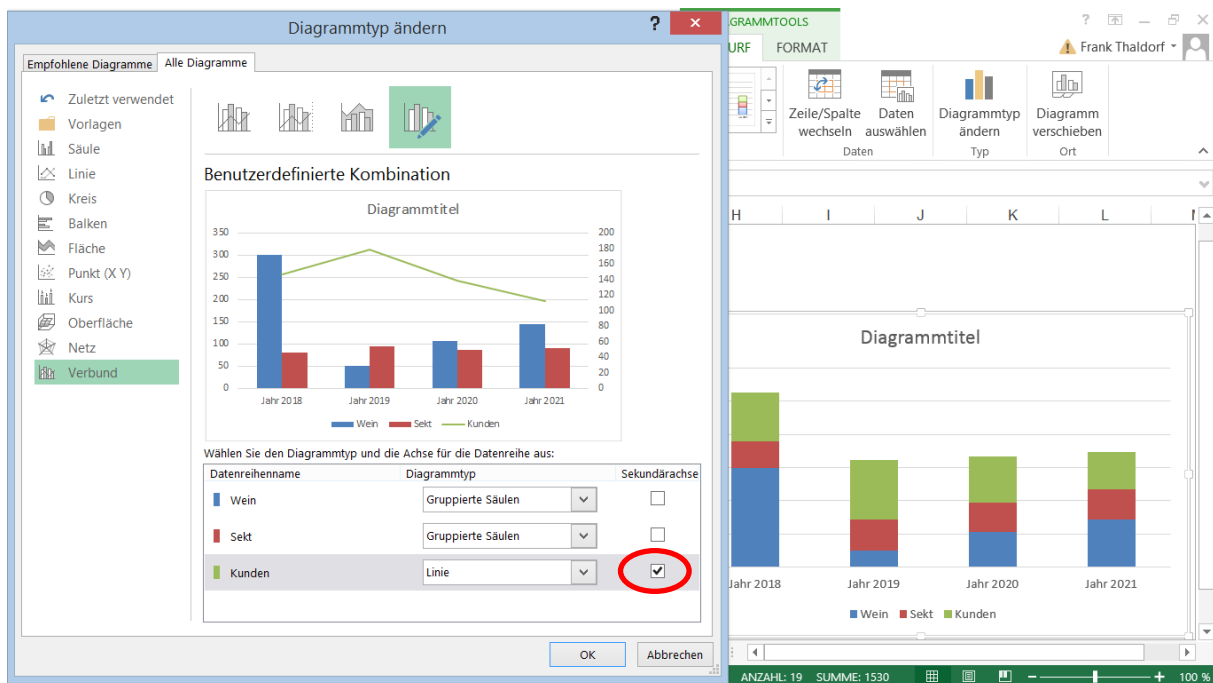 Diagrammtyp ändern
?
Empfohlene Diagramme
Alle Diagramme
Zuletzt verwendet
Vorlagen
Säule
Linie
Kreis
Balken
Fläche
Punkt (X Y)
Kurs
Oberfläche
Netz
Verbund
Benutzerdefinierte Kombination
Diagrammtitel
350
300
250
200
150
100
50
0
200
180
160
140
120
100
80
60
40
20
0
Jahr 2018 Jahr 2019 Jahr 2020 Jahr 2021
Wein Sekt Kunden
Wählen Sie den Diagrammtyp und die Achse für die Datenreihe aus:
Datenreihenname Diagrammtyp Sekundärachse
Wein Gruppierte Säulen
Sekt Gruppierte Säulen
Kunden Linie
OK Abbrechen
GRAMMTOOLS
URF FORMAT
?
Frank Thaldorf
Zeile/Spalte
wechseln
Daten
auswählen
Daten
Diagrammtyp
ändern
Typ
Diagramm
verschieben
Ort
H I J K L
Diagrammtitel
Jahr 2018 Jahr 2019 Jahr 2020 Jahr 2021
Wein Sekt Kunden
ANZAHL: 19 SUMME: 1530 100 %